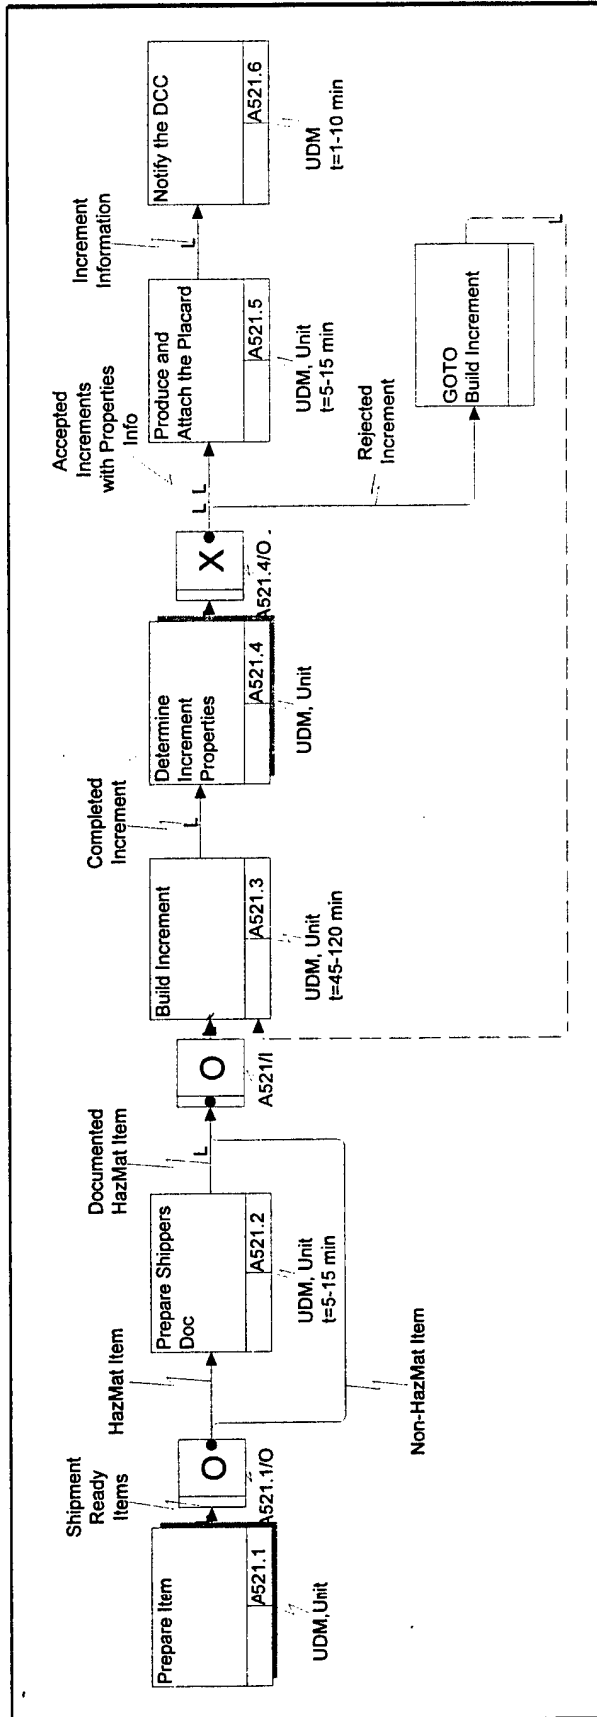 Prepare Item
A521.1
UDM,Unit
Shipment
Ready
Items
O
A521.1/O
HazMat Item
Non-HazMat Item
Prepare Shippers
Doc
A521.2
UDM, Unit
t=5-15 min
Documented
HazMat Item
L
O
A521/I
Build Increment
A521.3
UDM, Unit
t=45-120 min
Completed
Increment
L
Determine
Increment
Properties
A521.4
UDM, Unit
X
A521.4/O
Accepted
Increments
with Properties
Info
L L
Rejected
Increment
Produce and
Attach the Placard
A521.5
UDM, Unit
t=5-15 min
Increment
Information
L
Notify the DCC
A521.6
UDM
t=1-10 min
GOTO
Build Increment
L